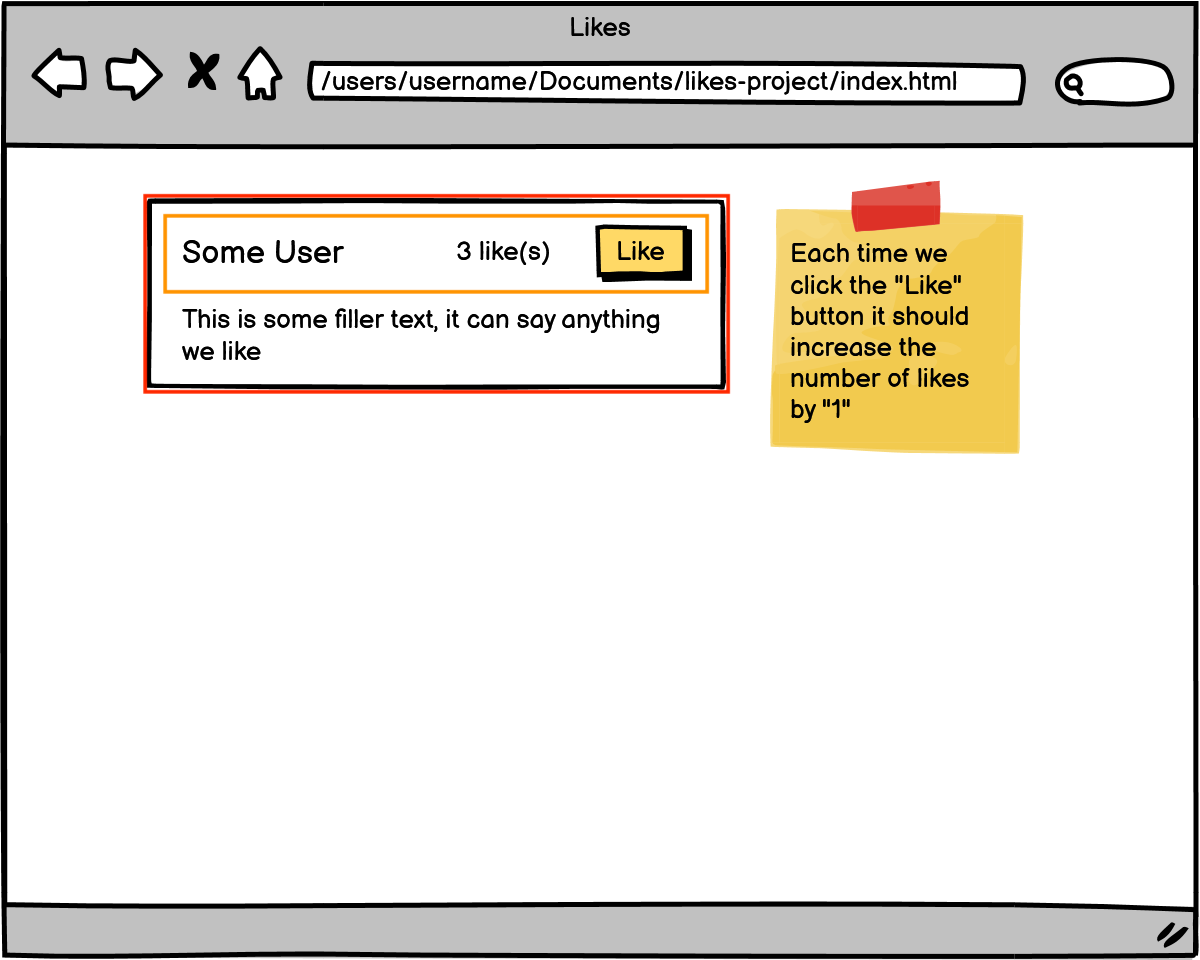 Likes
/users/username/Documents/likes-project/index.html
Some User
3 like(s)
Like
This is some filler text, it can say anything
we like
Each time we
click the "Like"
button it should
increase the
number of likes
by "1"